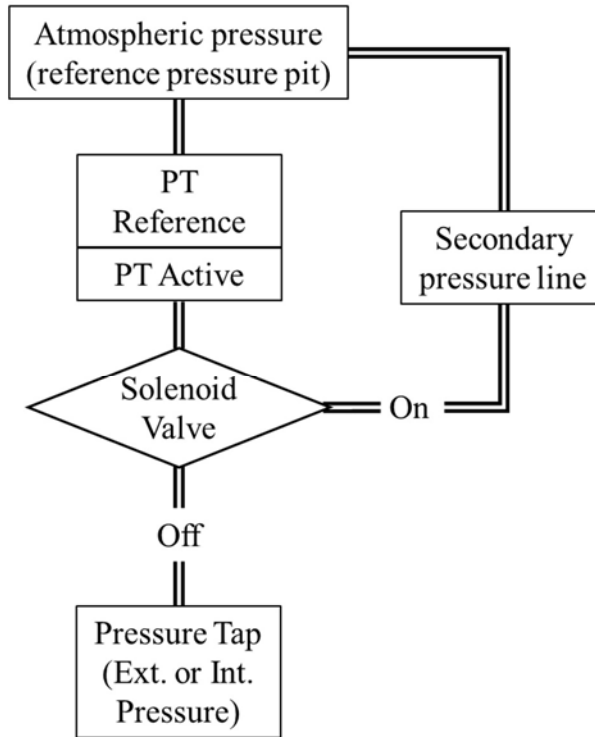 Atmospheric pressure
(reference pressure pit)
PT
Reference
PT Active
Secondary
pressure line
Solenoid
Valve
On
Off
Pressure Tap
(Ext. or Int.
Pressure)